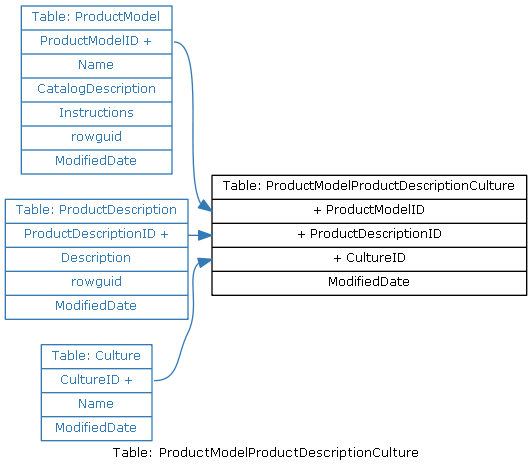 Table: ProductModel
ProductModelID +
Name
CatalogDescription
Instructions
rowguid
ModifiedDate
Table: ProductModelProductDescriptionCulture
+ ProductModelID
+ ProductDescriptionID
+ CultureID
ModifiedDate
Table: ProductDescription
ProductDescriptionID +
Description
rowguid
ModifiedDate
Table: Culture
CultureID +
Name
ModifiedDate
Table: ProductModelProductDescriptionCulture